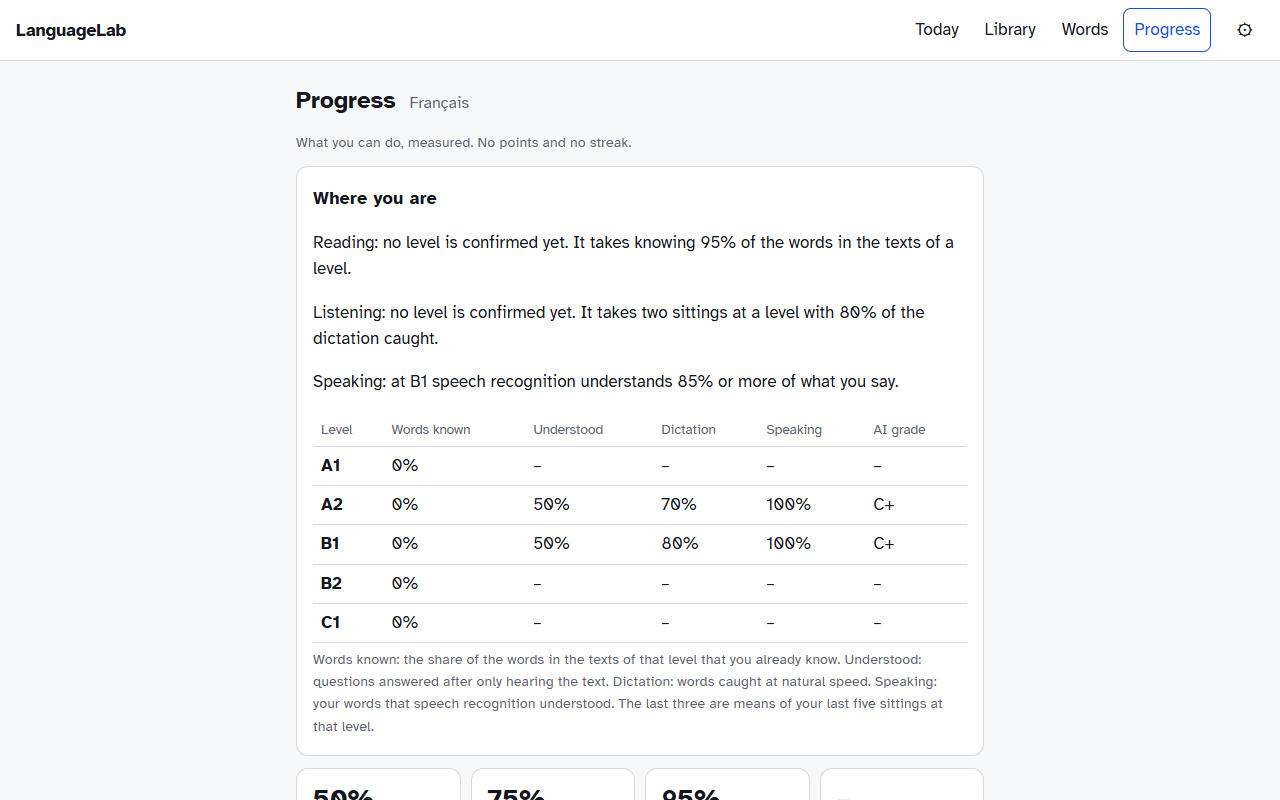 LanguageLab
Today Library Words Progress
Progress Français
What you can do, measured. No points and no streak.
Where you are
Reading: no level is confirmed yet. It takes knowing 95% of the words in the texts of a
level.
Listening: no level is confirmed yet. It takes two sittings at a level with 80% of the
dictation caught.
Speaking: at B1 speech recognition understands 85% or more of what you say.
Level Words known Understood Dictation Speaking AI grade
A1 0% – – – –
A2 0% 50% 70% 100% C+
B1 0% 50% 80% 100% C+
B2 0% – – – –
C1 0% – – – –
Words known: the share of the words in the texts of that level that you already know. Understood:
questions answered after only hearing the text. Dictation: words caught at natural speed. Speaking:
your words that speech recognition understood. The last three are means of your last five sittings at
that level.
50% 75% 95% –